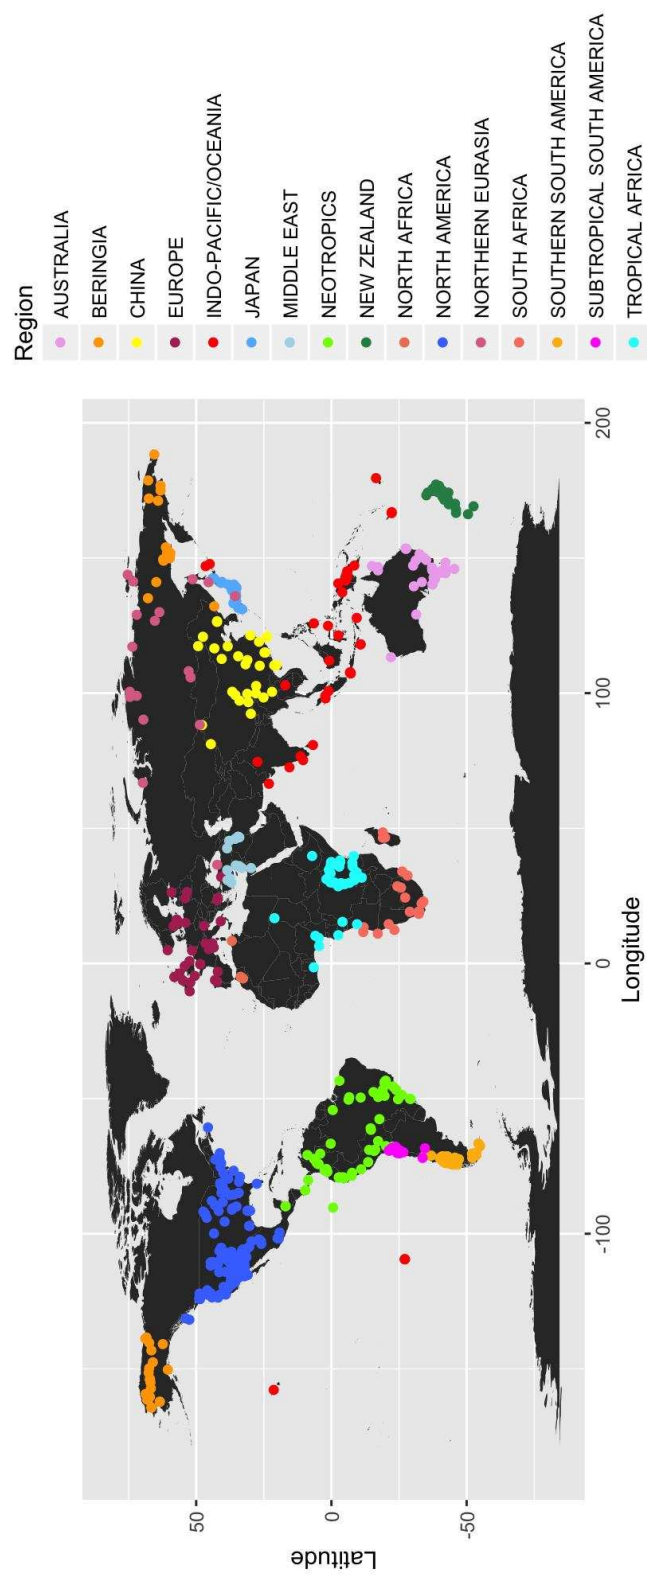 Region
AUSTRALIA
BERINGIA
CHINA
EUROPE
INDO-PACIFIC/OCEANIA
JAPAN
MIDDLE EAST
NEOTROPICS
NEW ZEALAND
NORTH AFRICA
NORTH AMERICA
NORTHERN EURASIA
SOUTH AFRICA
SOUTHERN SOUTH AMERICA
SUBTROPICAL SOUTH AMERICA
TROPICAL AFRICA
50
0
-50
Latitude
-100
0
100
200
Longitude